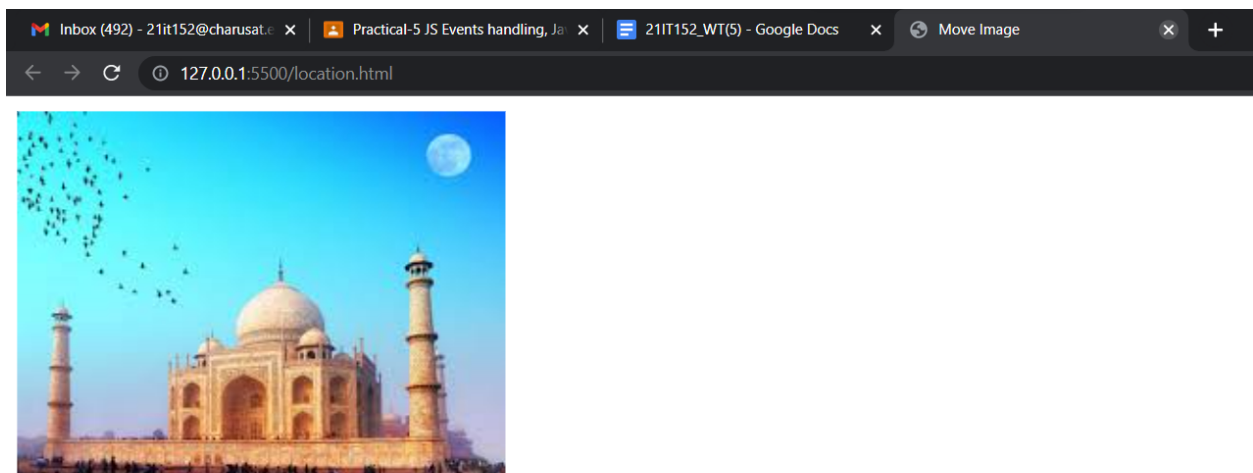 Inbox (492) - 21it152@charusat.e
Practical-5 JS Events handling, Ja
21IT152_WT(5) - Google Docs
Move Image
127.0.0.1:5500/location.html